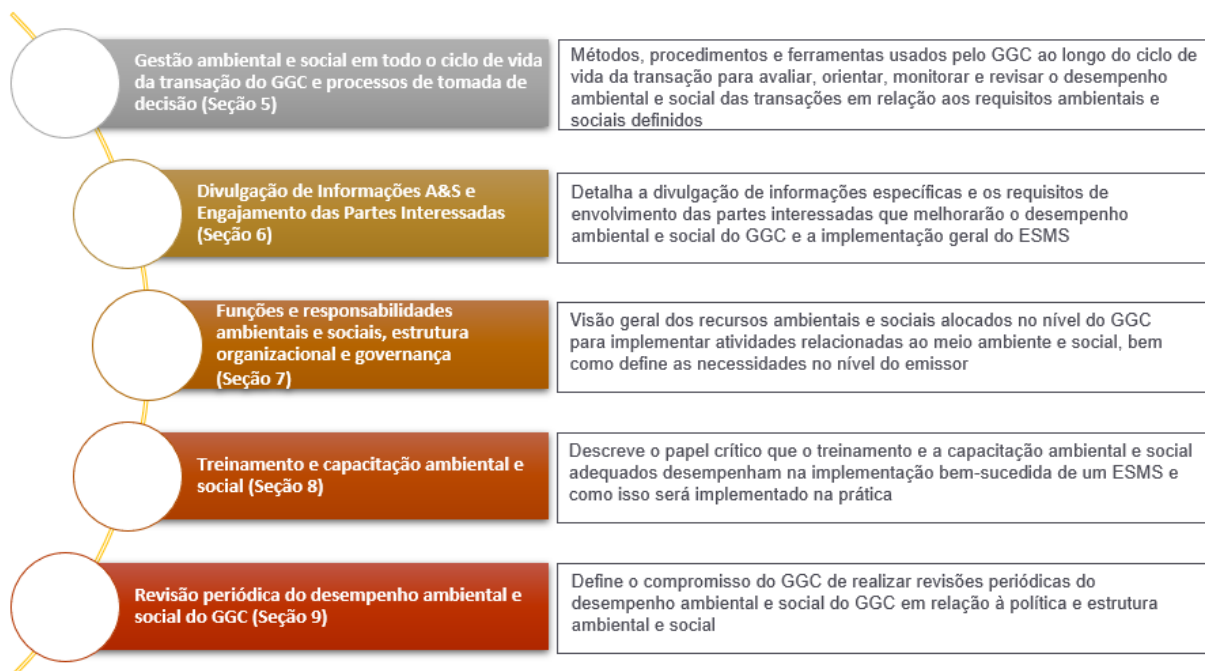 Gestão ambiental e social em todo o ciclo de vida
da transação do GGC e processos de tomada de
decisão (Seção 5)
Métodos, procedimentos e ferramentas usados pelo GGC ao longo do ciclo de
vida da transação para avaliar, orientar, monitorar e revisar o desempenho
ambiental e social das transações em relação aos requisitos ambientais e
sociais definidos
Divulgação de Informações A&S e
Engajamento das Partes Interessadas
(Seção 6)
Detalha a divulgação de informações específicas e os requisitos de
envolvimento das partes interessadas que melhorarão o desempenho
ambiental e social do GGC e a implementação geral do ESMS
Funções e responsabilidades
ambientais e sociais, estrutura
organizacional e governança
(Seção 7)
Visão geral dos recursos ambientais e sociais alocados no nível do GGC
para implementar atividades relacionadas ao meio ambiente e social, bem
como define as necessidades no nível do emissor
Treinamento e capacitação ambiental e
social (Seção 8)
Descreve o papel crítico que o treinamento e a capacitação ambiental e social
adequados desempenham na implementação bem-sucedida de um ESMS e
como isso será implementado na prática
Revisão periódica do desempenho ambiental e
social do GGC (Seção 9)
Define o compromisso do GGC de realizar revisões periódicas do
desempenho ambiental e social do GGC em relação à política e estrutura
ambiental e social